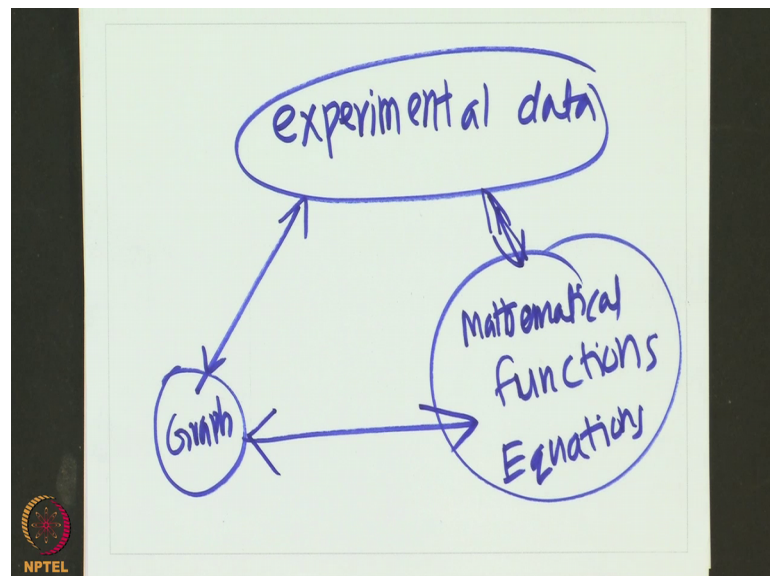 experimental data
Mathematical
functions
Equations
Graph
NPTEL